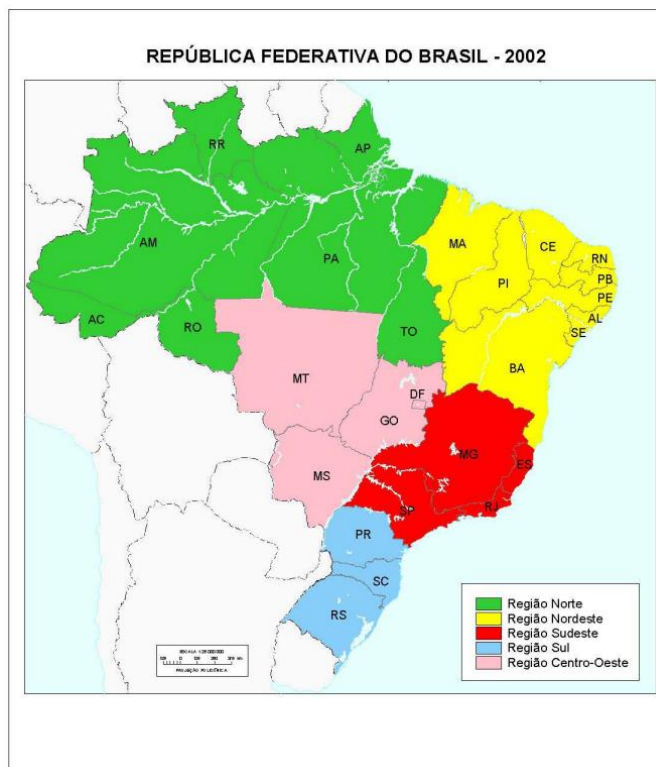 REPÚBLICA FEDERATIVA DO BRASIL - 2002
RR
AP
AM
PA
MA
CE
RN
PB
PI
PE
AL
AC
RO
TO
SE
BA
MT
DF
GO
MG
ES
MS
SP
RJ
PR
SC
RS
Região Norte
Região Nordeste
Região Sudeste
Região Sul
Região Centro-Oeste